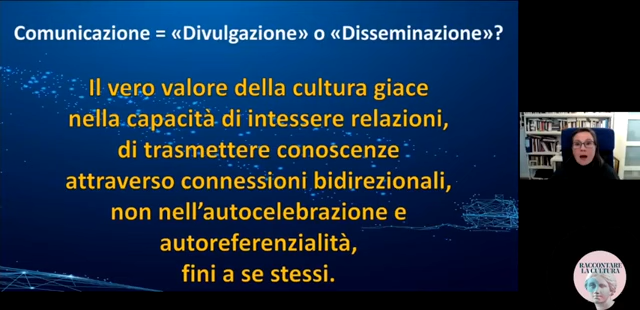 Comunicazione = «Divulgazione» o «Disseminazione»?
Il vero valore della cultura giace
nella capacità di intessere relazioni,
di trasmettere conoscenze
attraverso connessioni bidirezionali,
non nell'autocelebrazione e
autoreferenzialità,
fini a se stessi.
RACCONTARE
LA CULTURA